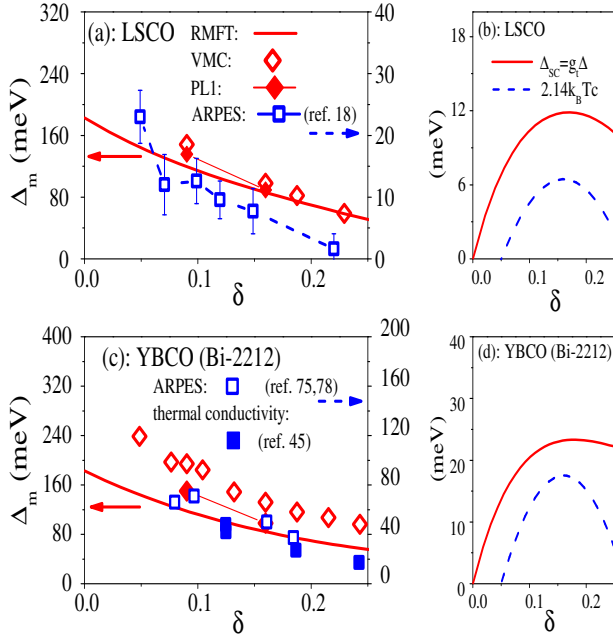 (a): LSCO
RMFT:
VMC:
PL1:
ARPES: (ref. 18)
Δm (meV)
320
240
160
80
0
40
30
20
10
0
0.0 0.1 0.2
δ
(b): LSCO
ΔSC=gtΔ
2.14kBTc
(meV)
18
12
6
0
0.0 0.1 0.2
δ
(c): YBCO (Bi-2212)
ARPES: (ref. 75,78)
thermal conductivity:
(ref. 45)
Δm (meV)
400
320
240
160
80
0
200
160
120
80
40
0
0.0 0.1 0.2
δ
(d): YBCO (Bi-2212)
(meV)
40
30
20
10
0
0.0 0.1 0.2
δ